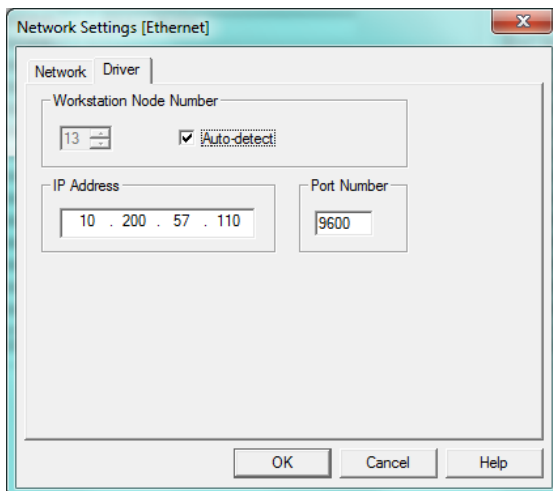 Network Settings [Ethernet]
Network Driver
Workstation Node Number
13 Auto-detect
IP Address Port Number
10 . 200 . 57 . 110 9600
OK Cancel Help